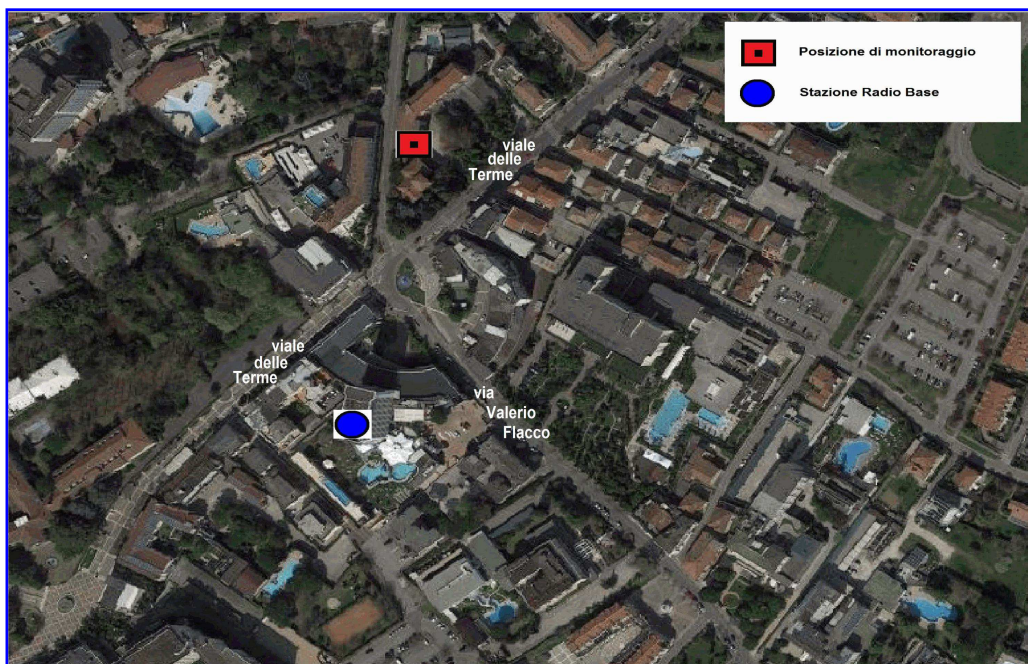 Posizione di monitoraggio
Stazione Radio Base
viale
delle
Terme
viale
delle
Terme
via
Valerio
Flacco